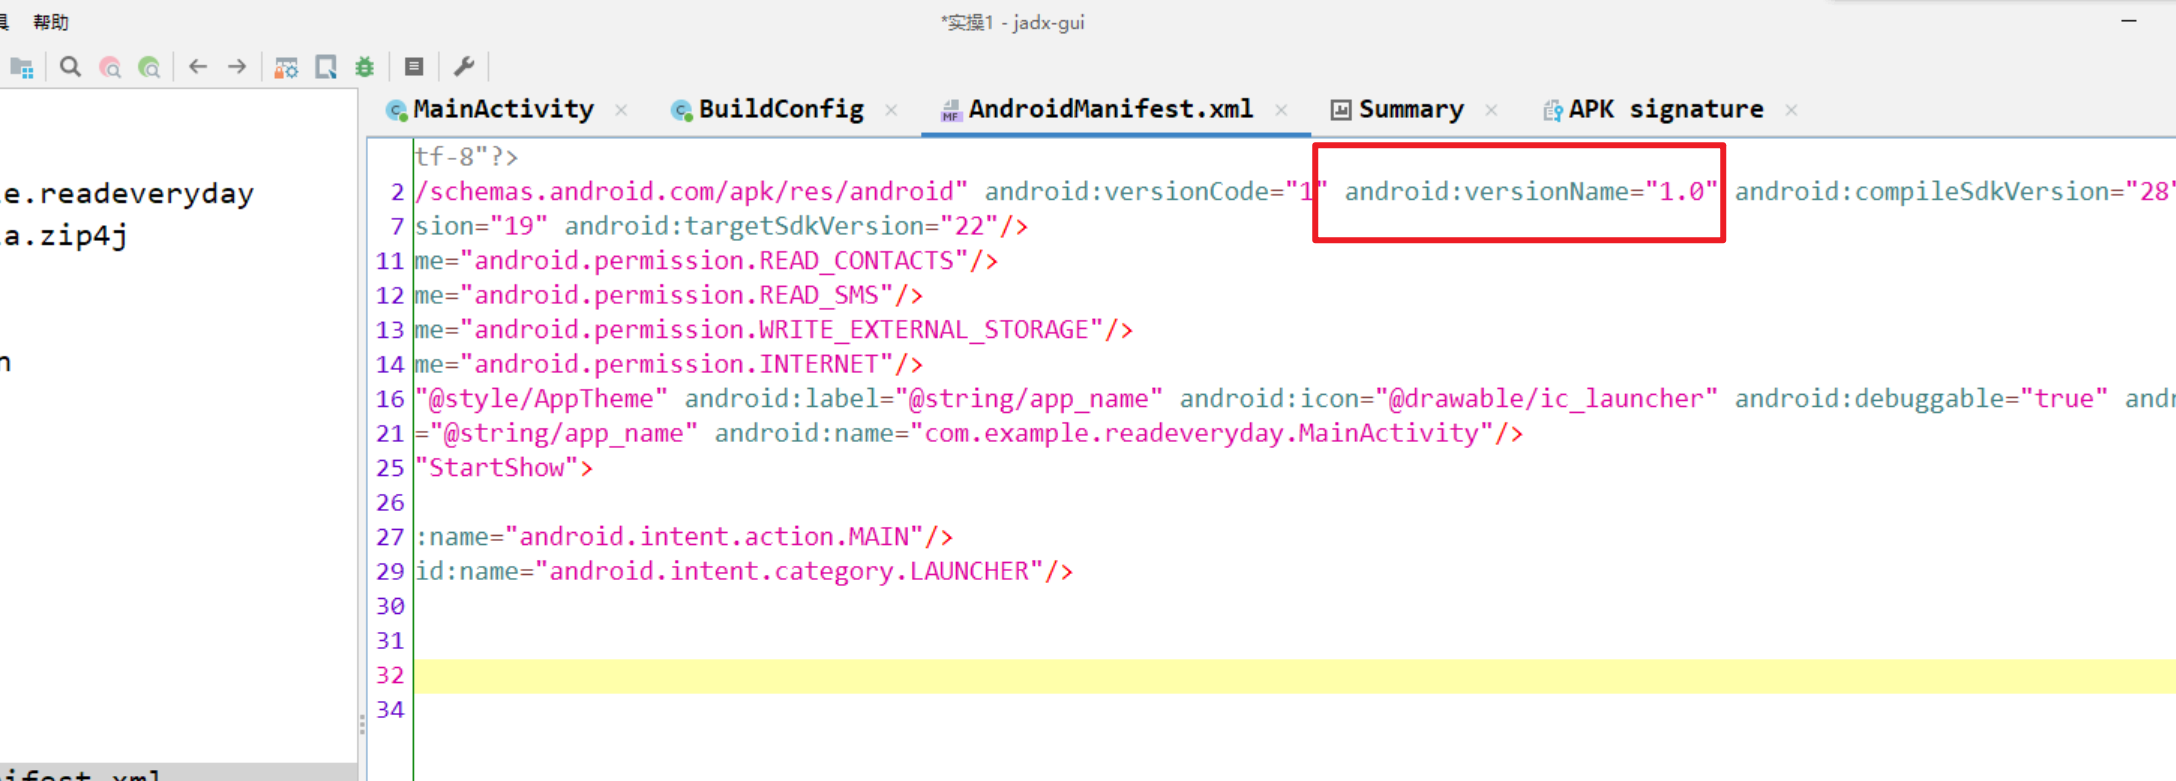 帮助
*实操1 - jadx-gui
MainActivity
BuildConfig
AndroidManifest.xml
Summary
APK signature
e.readeveryday
a.zip4j
n
tf-8"?>
2 /schemas.android.com/apk/res/android" android:versionCode="1" android:versionName="1.0" android:compileSdkVersion="28"
7 sion="19" android:targetSdkVersion="22"/>
11 me="android.permission.READ_CONTACTS"/>
12 me="android.permission.READ_SMS"/>
13 me="android.permission.WRITE_EXTERNAL_STORAGE"/>
14 me="android.permission.INTERNET"/>
16 "@style/AppTheme" android:label="@string/app_name" android:icon="@drawable/ic_launcher" android:debuggable="true" andr
21 ="@string/app_name" android:name="com.example.readeveryday.MainActivity"/>
25 "StartShow">
26
27 :name="android.intent.action.MAIN"/>
29 id:name="android.intent.category.LAUNCHER"/>
30
31
32
34